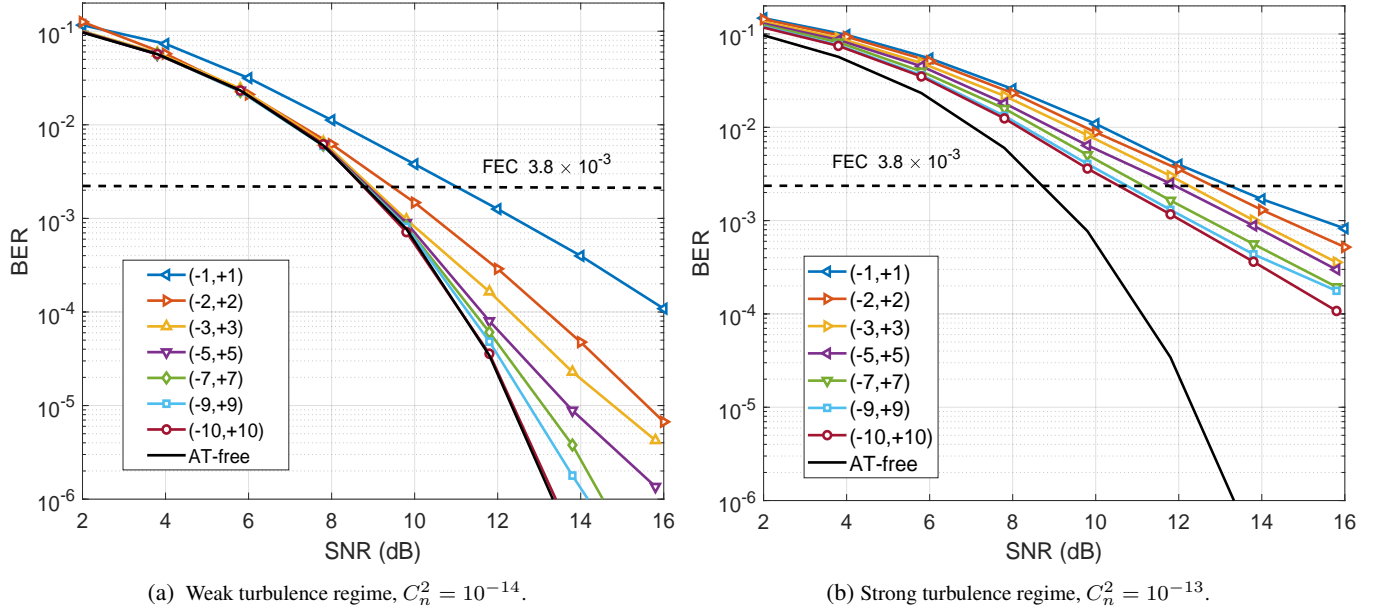 10^{-1}
10^{-2}
10^{-3}
10^{-4}
10^{-5}
10^{-6}
BER
FEC 3.8 × 10^{-3}
(-1,+1)
(-2,+2)
(-3,+3)
(-5,+5)
(-7,+7)
(-9,+9)
(-10,+10)
AT-free
2 4 6 8 10 12 14 16
SNR (dB)
(a) Weak turbulence regime, C_n^2 = 10^{-14}.
10^{-1}
10^{-2}
10^{-3}
10^{-4}
10^{-5}
10^{-6}
BER
FEC 3.8 × 10^{-3}
(-1,+1)
(-2,+2)
(-3,+3)
(-5,+5)
(-7,+7)
(-9,+9)
(-10,+10)
AT-free
2 4 6 8 10 12 14 16
SNR (dB)
(b) Strong turbulence regime, C_n^2 = 10^{-13}.